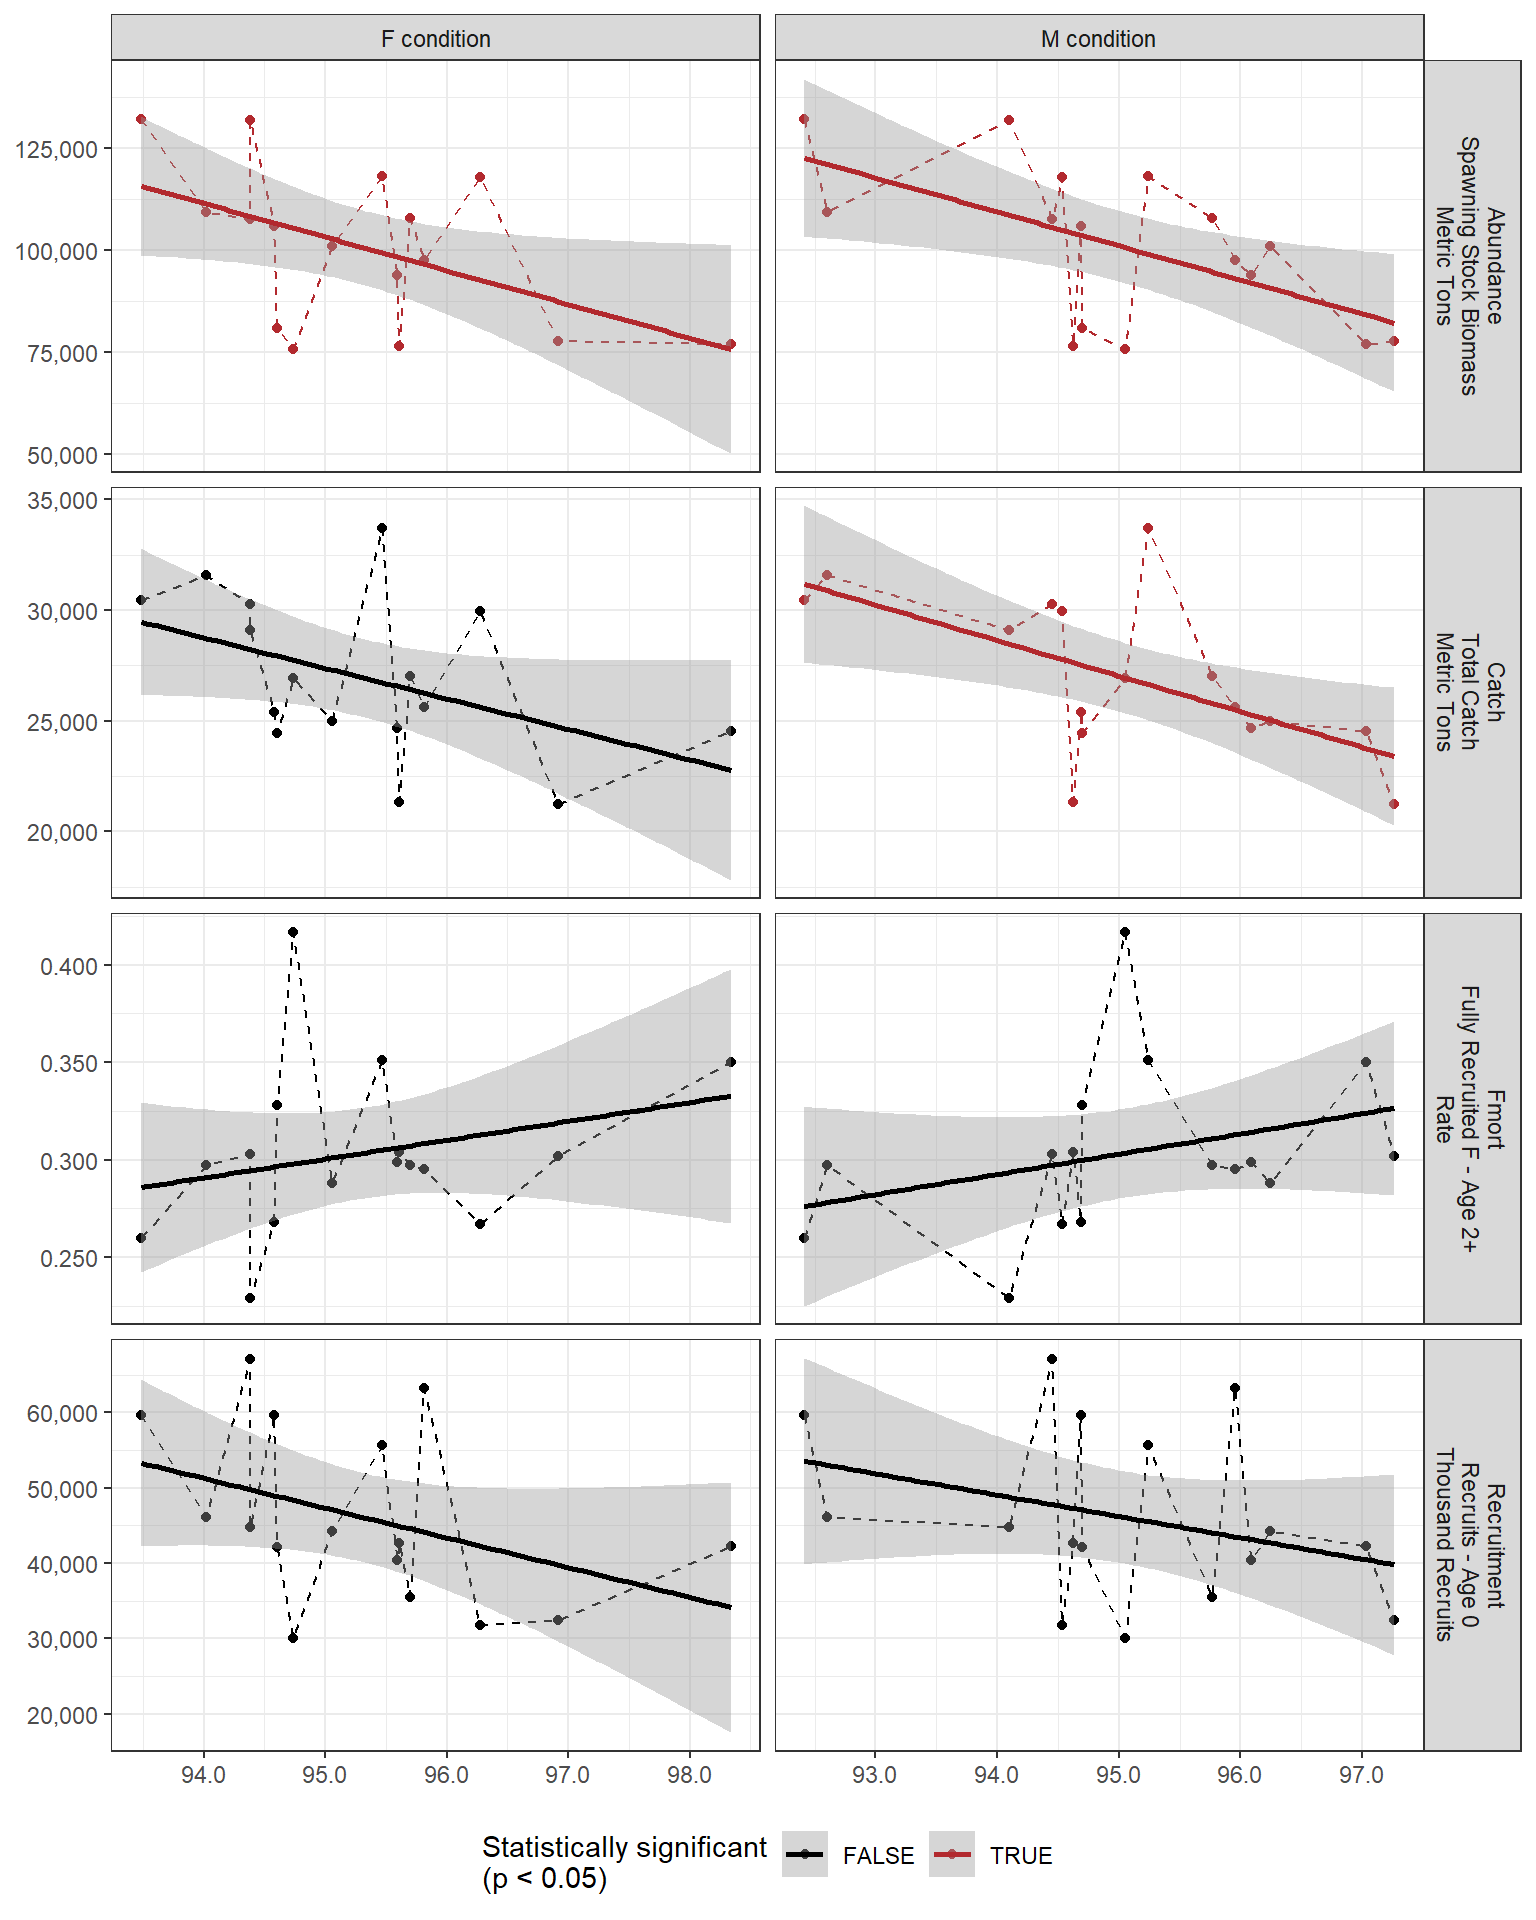 F condition
M condition
125,000
100,000
75,000
50,000
Abundance
Spawning Stock Biomass
Metric Tons
35,000
30,000
25,000
20,000
Catch
Total Catch
Metric Tons
0.400
0.350
0.300
0.250
Fmort
Fully Recruited F - Age 2+
Rate
60,000
50,000
40,000
30,000
20,000
Recruitment
Recruits - Age 0
Thousand Recruits
94.0 95.0 96.0 97.0 98.0
93.0 94.0 95.0 96.0 97.0
Statistically significant
(p < 0.05)
FALSE
TRUE